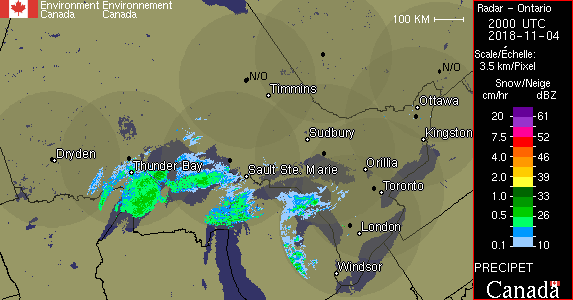 Environment Environnement
Canada Canada
100 KM
N/O
N/O
Timmins
Ottawa
Sudbury
Kingston
Dryden
Thunder Bay
Sault Ste. Marie
Orillia
Toronto
London
Windsor
Radar - Ontario
2000 UTC
2018-11-04
Scale/Échelle:
3.5 km/Pixel
Snow/Neige
cm/hr dBZ
20 61
7.5 52
4.0 46
2.0 39
1.0 33
0.5 26
0.1 10
PRECIPET
Canada